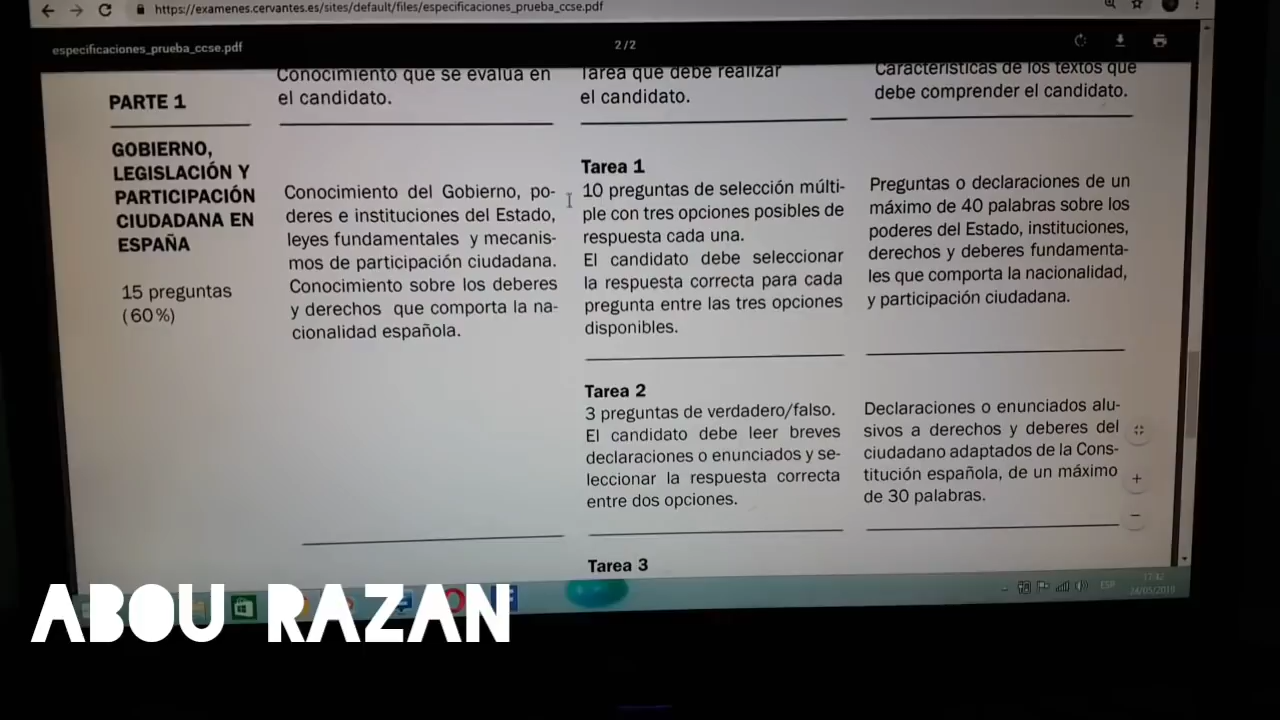 https://examenes.cervantes.es/sites/default/files/especificaciones_prueba_ccse.pdf
especificaciones_prueba_ccse.pdf
2/2
PARTE 1
GOBIERNO,
LEGISLACIÓN Y
PARTICIPACIÓN
CIUDADANA EN
ESPAÑA
15 preguntas
(60%)
Conocimiento que se evalúa en
el candidato.
Conocimiento del Gobierno, po-
deres e instituciones del Estado,
leyes fundamentales y mecanis-
mos de participación ciudadana.
Conocimiento sobre los deberes
y derechos que comporta la na-
cionalidad española.
Tarea que debe realizar
el candidato.
Tarea 1
10 preguntas de selección múlti-
ple con tres opciones posibles de
respuesta cada una.
El candidato debe seleccionar
la respuesta correcta para cada
pregunta entre las tres opciones
disponibles.
Tarea 2
3 preguntas de verdadero/falso.
El candidato debe leer breves
declaraciones o enunciados y se-
leccionar la respuesta correcta
entre dos opciones.
Tarea 3
Características de los textos que
debe comprender el candidato.
Preguntas o declaraciones de un
máximo de 40 palabras sobre los
poderes del Estado, instituciones,
derechos y deberes fundamenta-
les que comporta la nacionalidad,
y participación ciudadana.
Declaraciones o enunciados alu-
sivos a derechos y deberes del
ciudadano adaptados de la Cons-
titución española, de un máximo
de 30 palabras.
ESP
17:42
24/05/2019
ABOU RAZAN